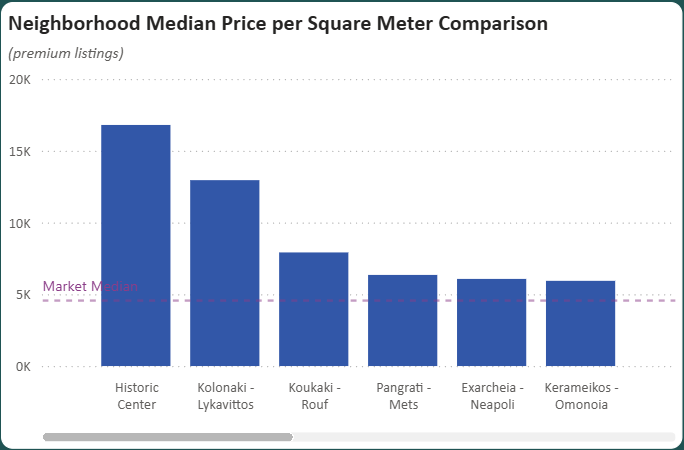 Neighborhood Median Price per Square Meter Comparison
(premium listings)
20K
15K
10K
Market Median
5K
0K
Historic
Center
Kolonaki -
Lykavittos
Koukaki -
Rouf
Pangrati -
Mets
Exarcheia -
Neapoli
Kerameikos -
Omonoia